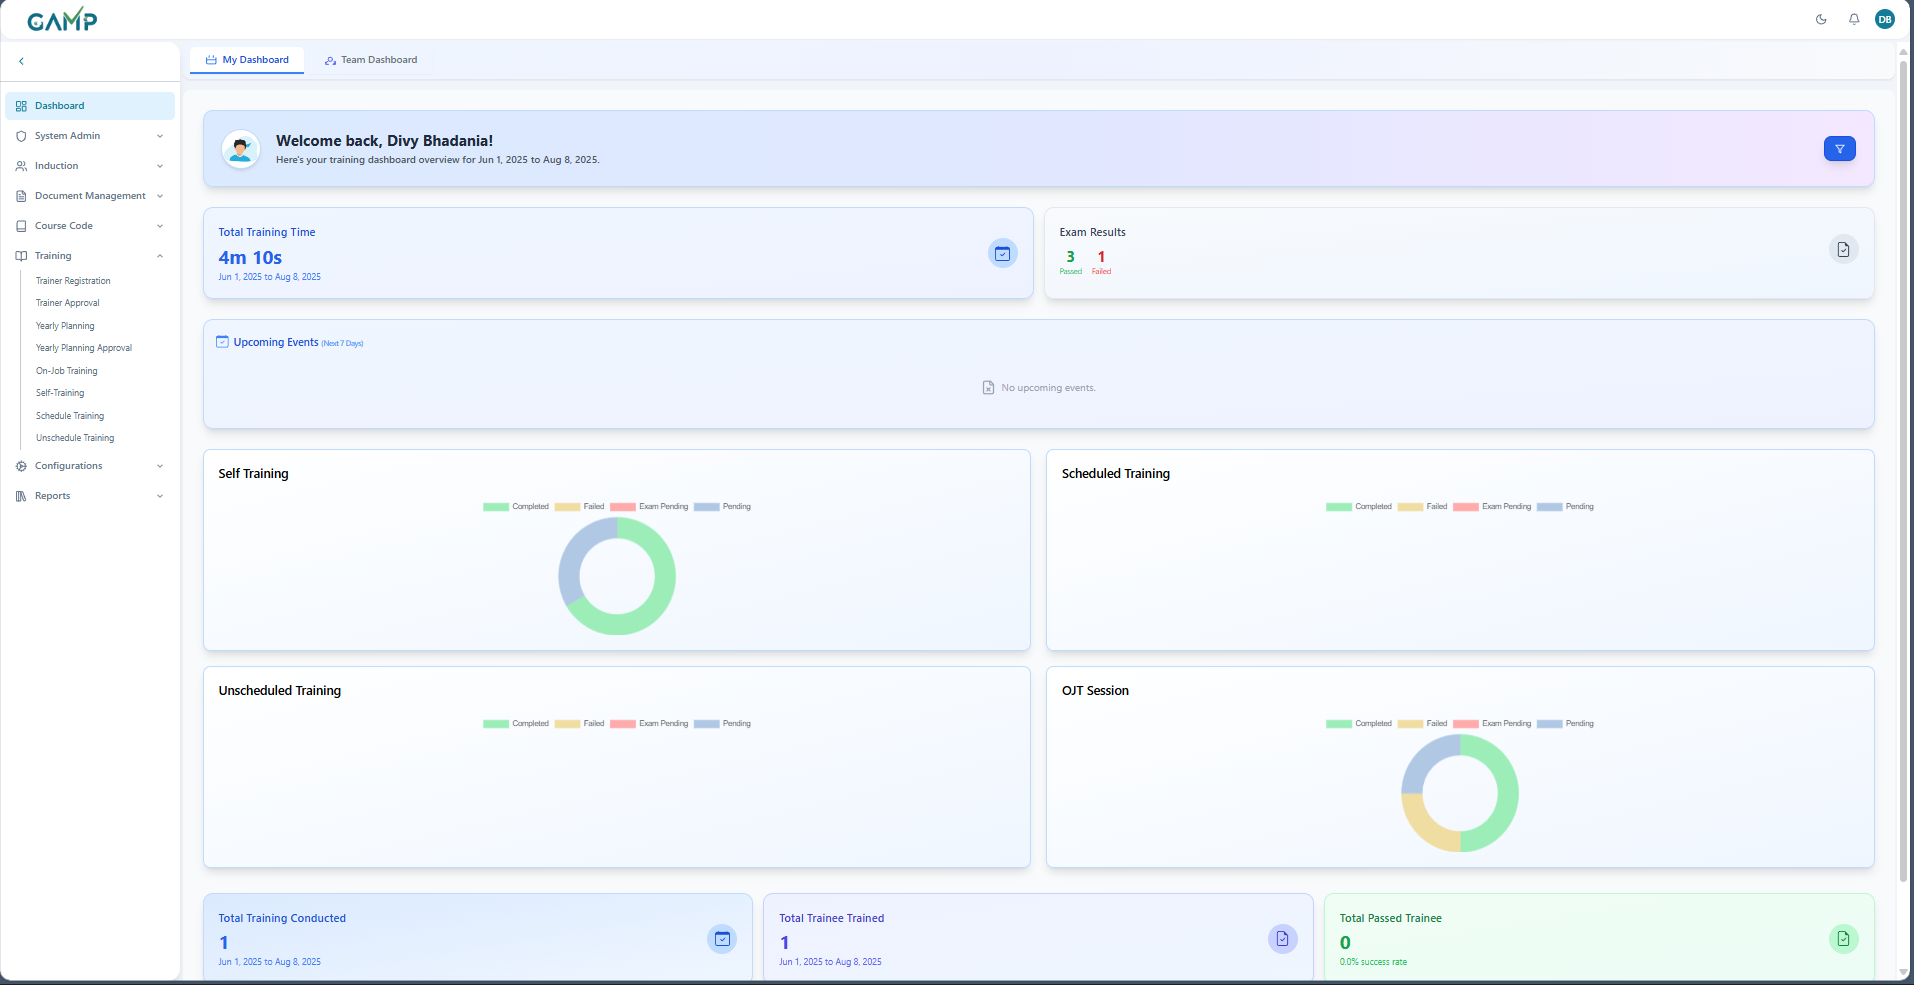 GAMP
DB
My Dashboard
Team Dashboard
Dashboard
System Admin
Induction
Document Management
Course Code
Training
Trainer Registration
Trainer Approval
Yearly Planning
Yearly Planning Approval
On-Job Training
Self-Training
Schedule Training
Unschedule Training
Configurations
Reports
Welcome back, Divy Bhadania!
Here's your training dashboard overview for Jun 1, 2025 to Aug 8, 2025.
Total Training Time
4m 10s
Jun 1, 2025 to Aug 8, 2025
Exam Results
3 1
Passed Failed
Upcoming Events (Next 7 Days)
No upcoming events.
Self Training
Completed Failed Exam Pending Pending
Scheduled Training
Completed Failed Exam Pending Pending
Unscheduled Training
Completed Failed Exam Pending Pending
OJT Session
Completed Failed Exam Pending Pending
Total Training Conducted
1
Jun 1, 2025 to Aug 8, 2025
Total Trainee Trained
1
Jun 1, 2025 to Aug 8, 2025
Total Passed Trainee
0
0.0% success rate